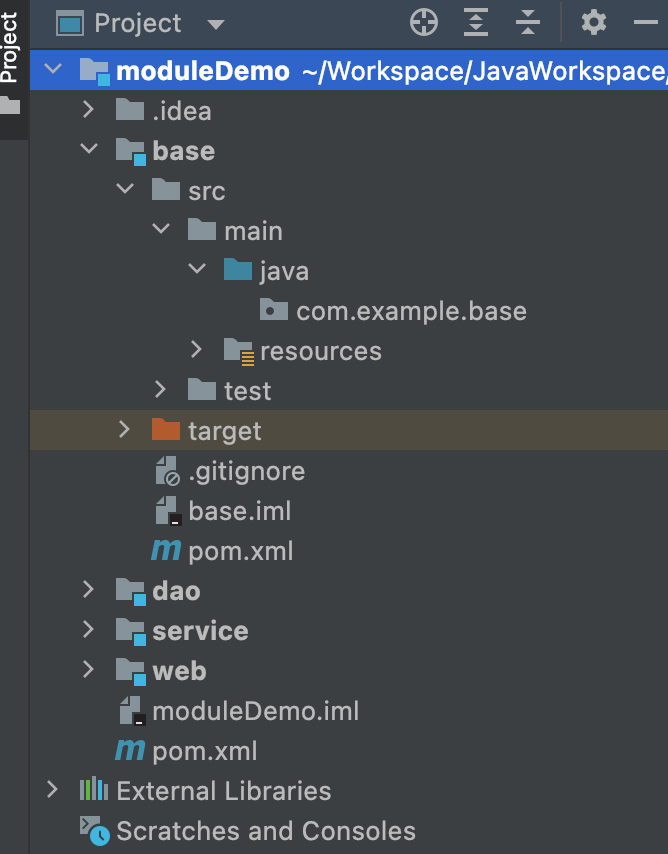 Project
Project
moduleDemo ~/Workspace/JavaWorkspace/
.idea
base
src
main
java
com.example.base
resources
test
target
.gitignore
base.iml
m pom.xml
dao
service
web
moduleDemo.iml
m pom.xml
External Libraries
Scratches and Consoles